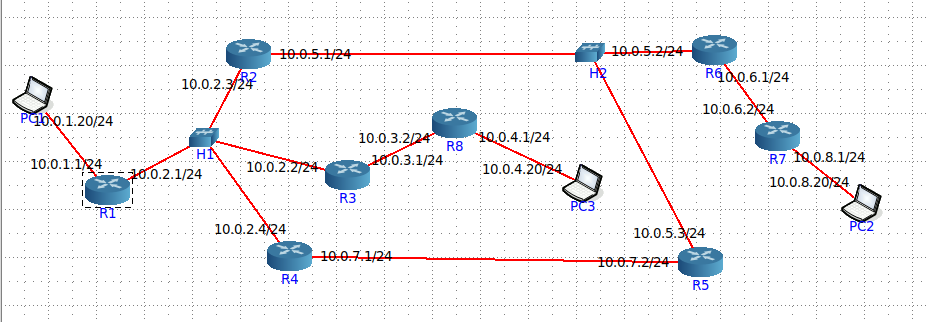 10.0.5.1/24
10.0.5.2/24
R2
H2
R6
10.0.2.3/24
10.0.6.1/24
PC1
10.0.1.20/24
10.0.6.2/24
10.0.3.2/24
10.0.4.1/24
H1
R8
R7
10.0.8.1/24
10.0.1.1/24
10.0.2.1/24
10.0.2.2/24
10.0.3.1/24
10.0.4.20/24
10.0.8.20/24
R3
PC3
R1
PC2
10.0.2.4/24
10.0.5.3/24
10.0.7.1/24
10.0.7.2/24
R4
R5